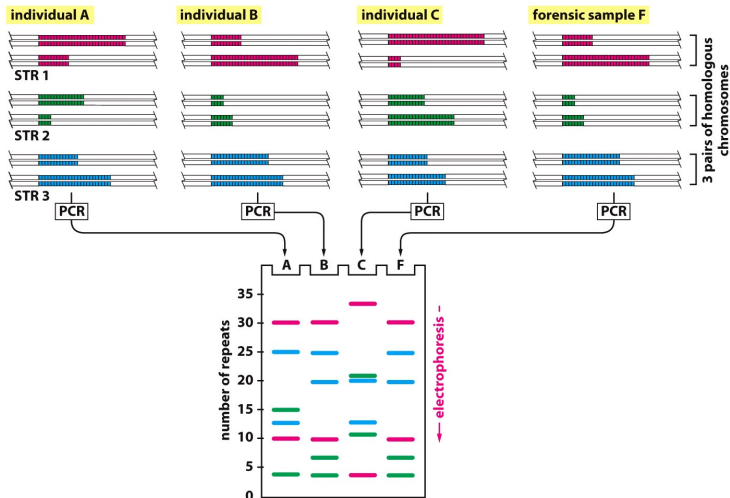 individual A
individual B
individual C
forensic sample F
STR 1
STR 2
STR 3
3 pairs of homologous
chromosomes
PCR
PCR
PCR
PCR
A
B
C
F
35
30
25
20
15
10
5
0
number of repeats
electrophoresis –